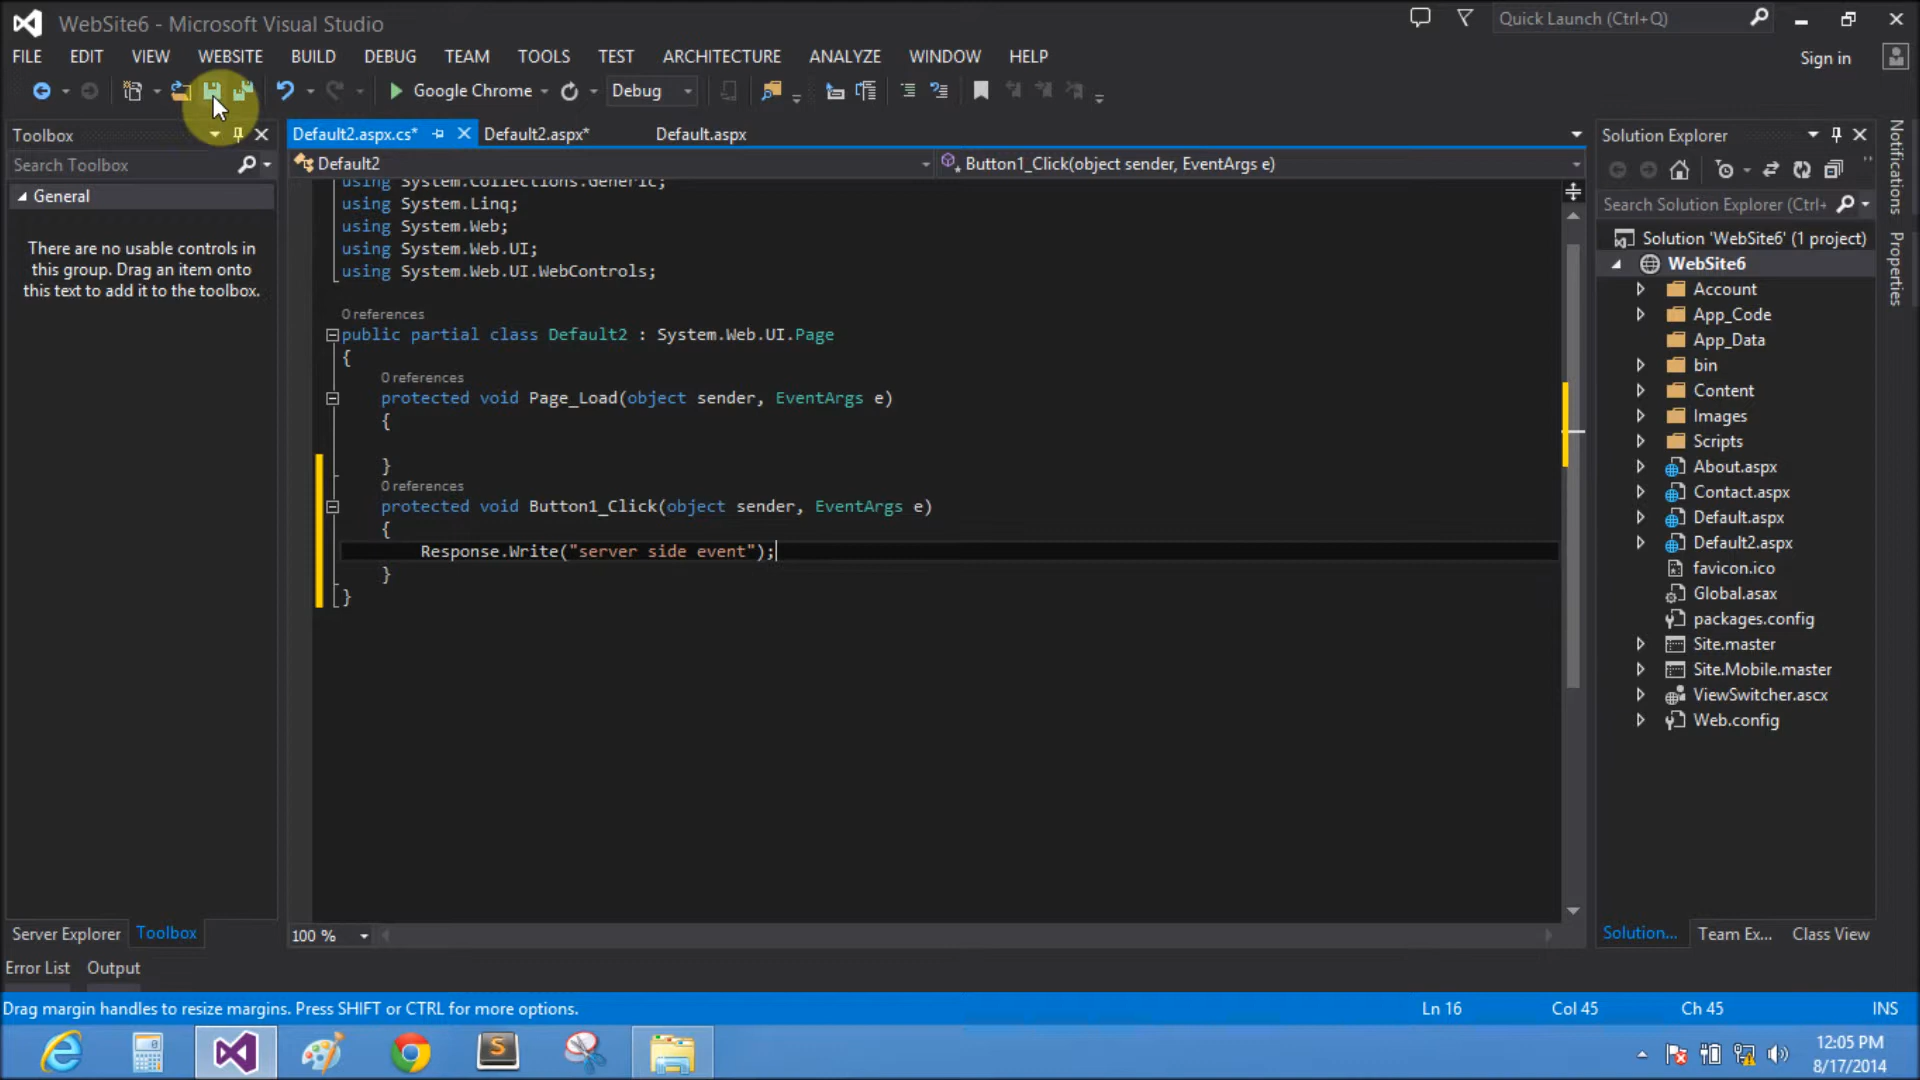 WebSite6 - Microsoft Visual Studio
Quick Launch (Ctrl+Q)
FILE EDIT VIEW WEBSITE BUILD DEBUG TEAM TOOLS TEST ARCHITECTURE ANALYZE WINDOW HELP
Sign in
Google Chrome
Debug
Toolbox
Search Toolbox
General
There are no usable controls in
this group. Drag an item onto
this text to add it to the toolbox.
Server Explorer Toolbox
Default2.aspx.cs* Default2.aspx* Default.aspx
Default2
Button1_Click(object sender, EventArgs e)
using System.Collections.Generic;
using System.Linq;
using System.Web;
using System.Web.UI;
using System.Web.UI.WebControls;
0 references
public partial class Default2 : System.Web.UI.Page
{
0 references
protected void Page_Load(object sender, EventArgs e)
{
}
0 references
protected void Button1_Click(object sender, EventArgs e)
{
Response.Write("server side event");
}
}
100 %
Solution Explorer
Search Solution Explorer (Ctrl+
Solution 'WebSite6' (1 project)
WebSite6
Account
App_Code
App_Data
bin
Content
Images
Scripts
About.aspx
Contact.aspx
Default.aspx
Default2.aspx
favicon.ico
Global.asax
packages.config
Site.master
Site.Mobile.master
ViewSwitcher.ascx
Web.config
Solution... Team Ex... Class View
Notifications
Properties
Error List Output
Drag margin handles to resize margins. Press SHIFT or CTRL for more options.
Ln 16 Col 45 Ch 45 INS
12:05 PM
8/17/2014